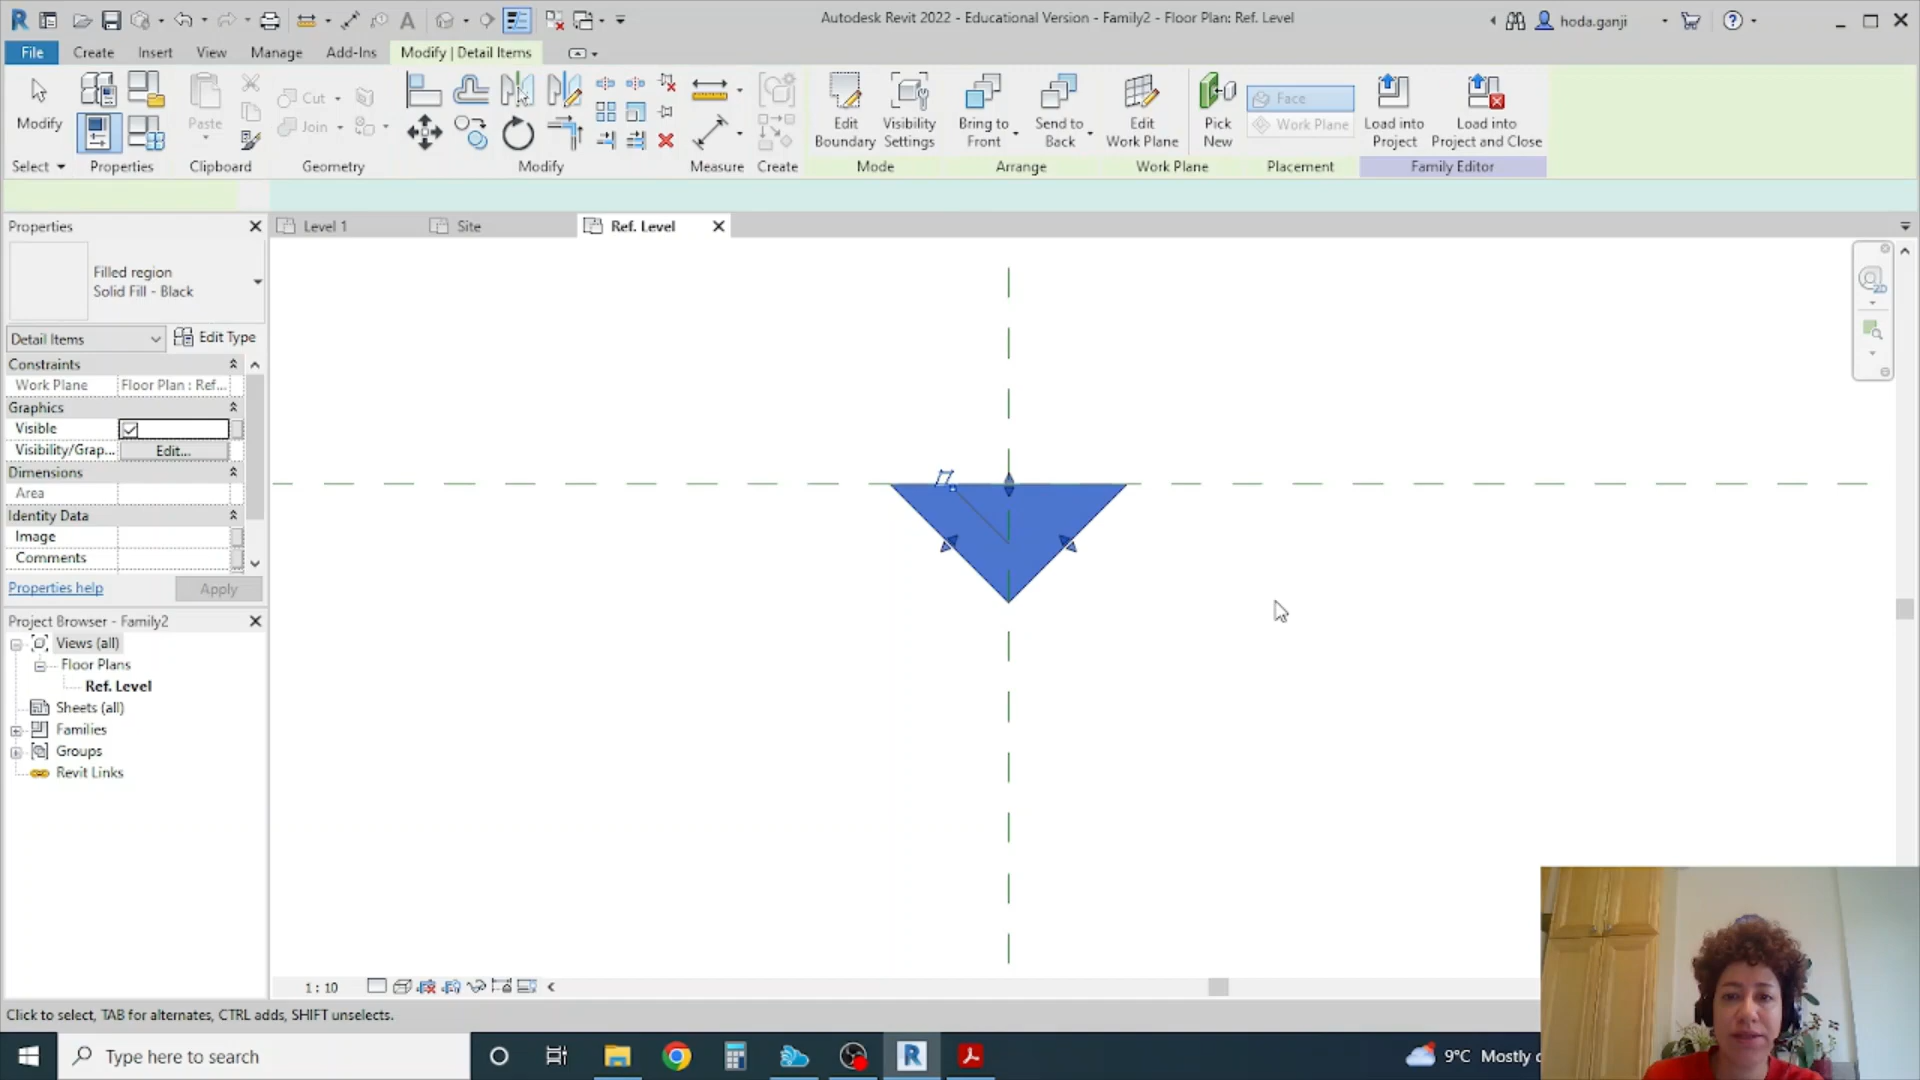 Autodesk Revit 2022 - Educational Version - Family2 - Floor Plan: Ref. Level
hoda.ganji
File Create Insert View Manage Add-Ins Modify | Detail Items
Modify
Paste
Cut
Join
Edit Boundary
Visibility Settings
Bring to Front
Send to Back
Edit Work Plane
Pick New
Face
Work Plane
Load into Project
Load into Project and Close
Select Properties Clipboard Geometry Modify Measure Create Mode Arrange Work Plane Placement Family Editor
Properties
Level 1
Site
Ref. Level
Filled region
Solid Fill - Black
Detail Items
Edit Type
Constraints
Work Plane Floor Plan : Ref...
Graphics
Visible
Visibility/Grap... Edit...
Dimensions
Area
Identity Data
Image
Comments
Properties help
Apply
Project Browser - Family2
Views (all)
Floor Plans
Ref. Level
Sheets (all)
Families
Groups
Revit Links
1 : 10
Click to select, TAB for alternates, CTRL adds, SHIFT unselects.
Type here to search
9°C Mostly